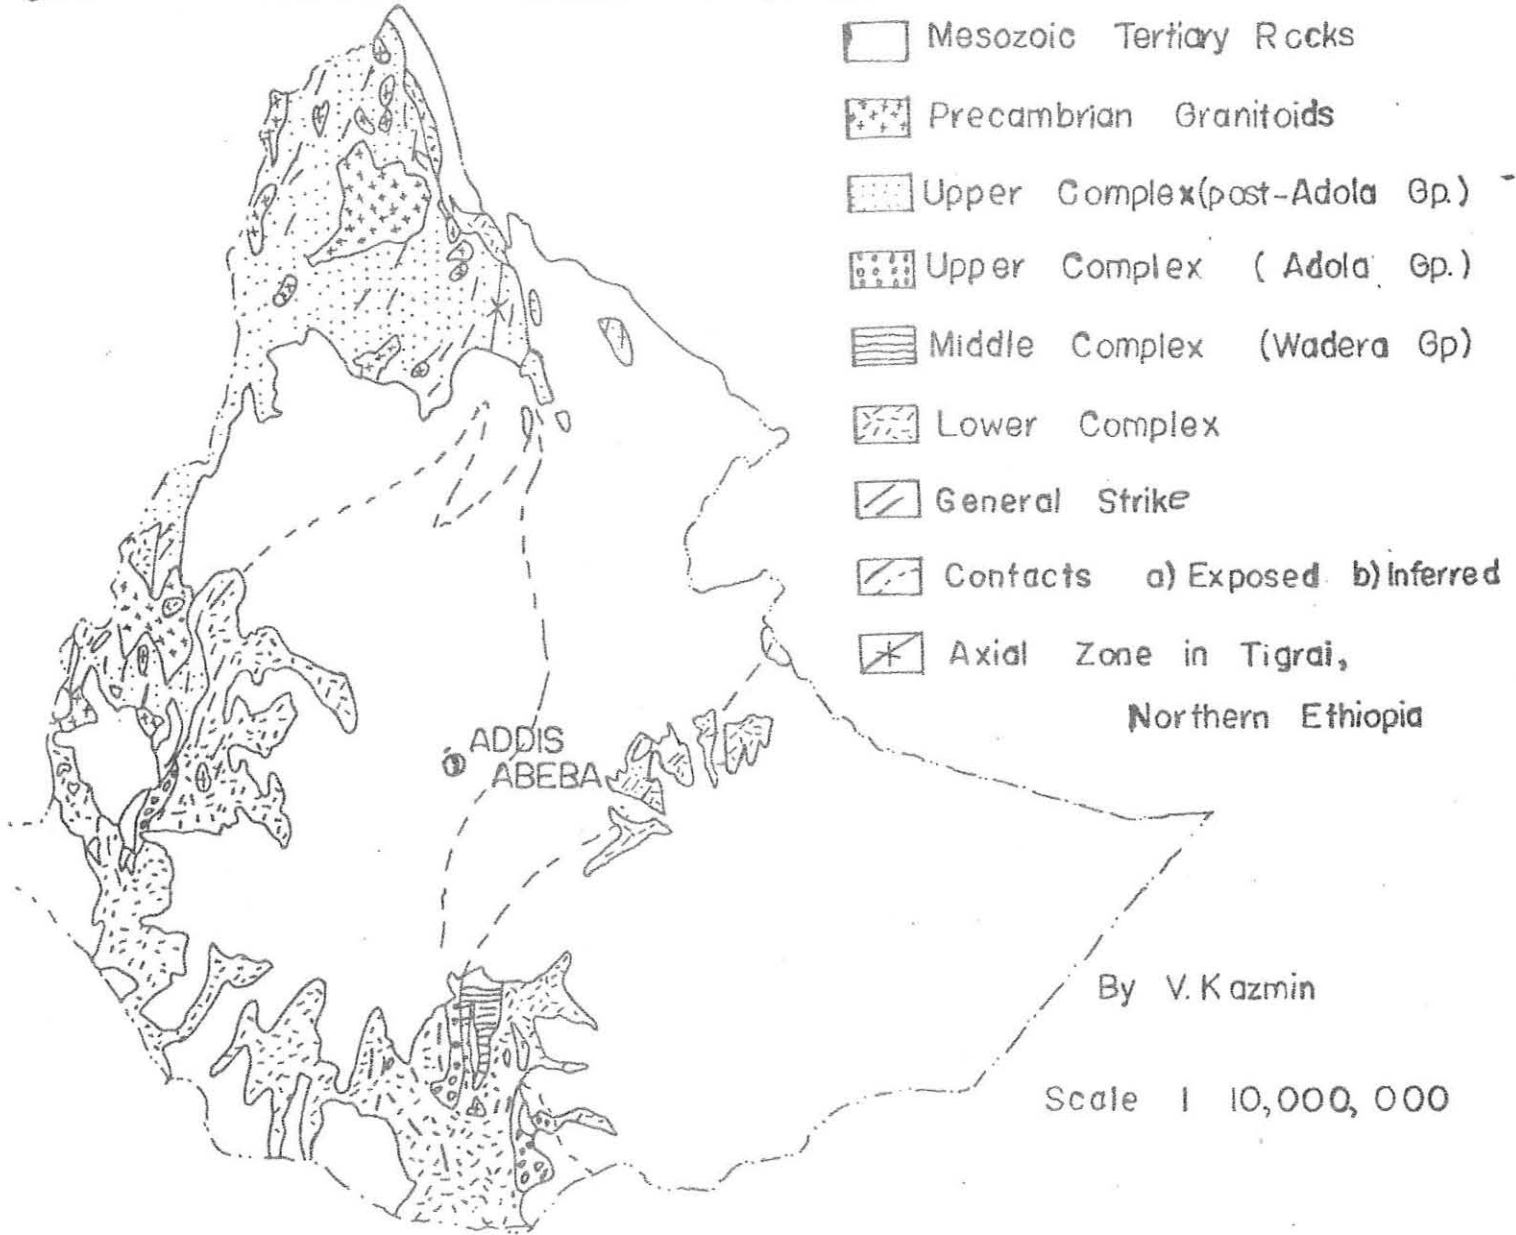 Mesozoic Tertiary Rocks
Precambrian Granitoids
Upper Complex (post-Adola Gp.)
Upper Complex (Adola Gp.)
Middle Complex (Wadera Gp)
Lower Complex
General Strike
Contacts a) Exposed b) Inferred
Axial Zone in Tigrai,
Northern Ethiopia
ADDIS
ABEBA
By V. Kazmin
Scale 1 10,000,000